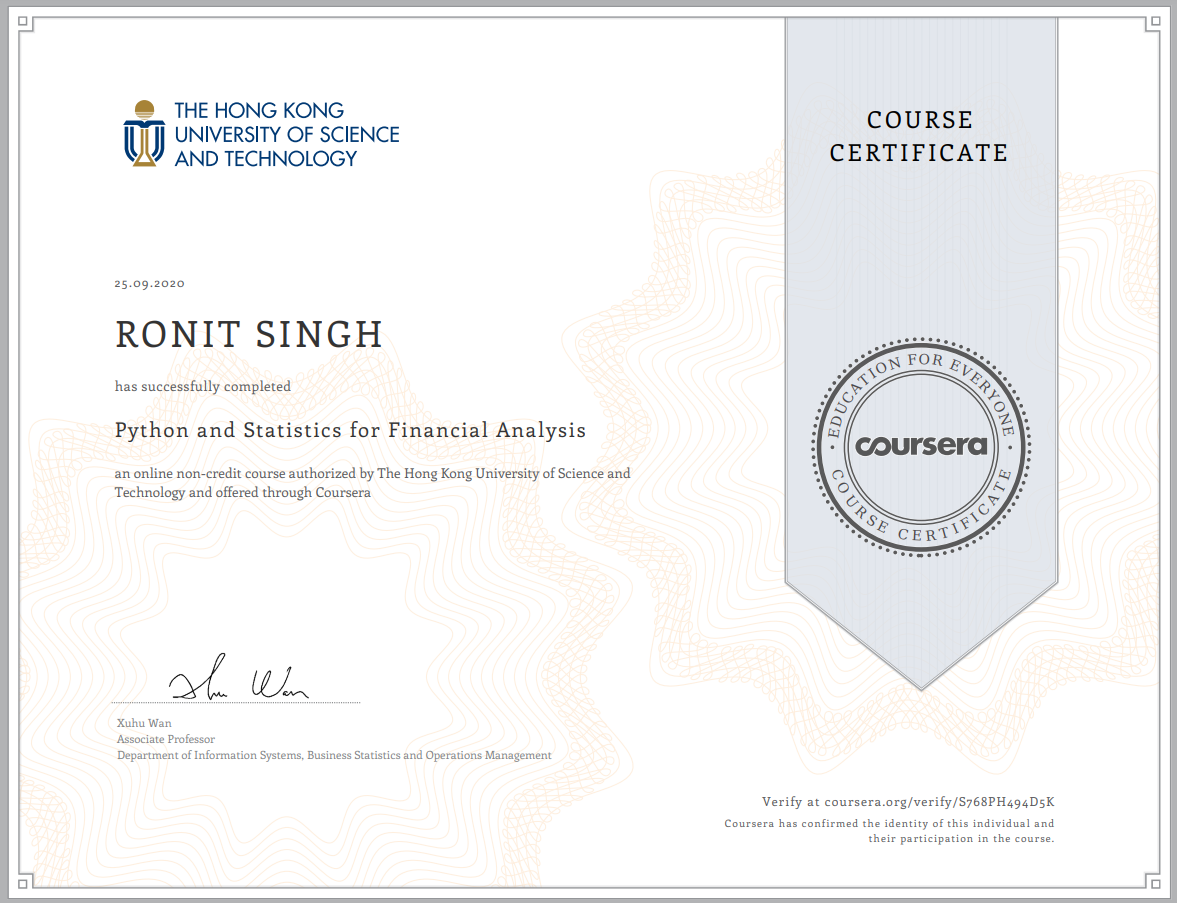 THE HONG KONG
UNIVERSITY OF SCIENCE
AND TECHNOLOGY
COURSE
CERTIFICATE
25.09.2020
RONIT SINGH
has successfully completed
Python and Statistics for Financial Analysis
an online non-credit course authorized by The Hong Kong University of Science and
Technology and offered through Coursera
EDUCATION FOR EVERYONE
coursera
COURSE CERTIFICATE
Xuhu Wan
Xuhu Wan
Associate Professor
Department of Information Systems, Business Statistics and Operations Management
Verify at coursera.org/verify/S768PH494D5K
Coursera has confirmed the identity of this individual and
their participation in the course.